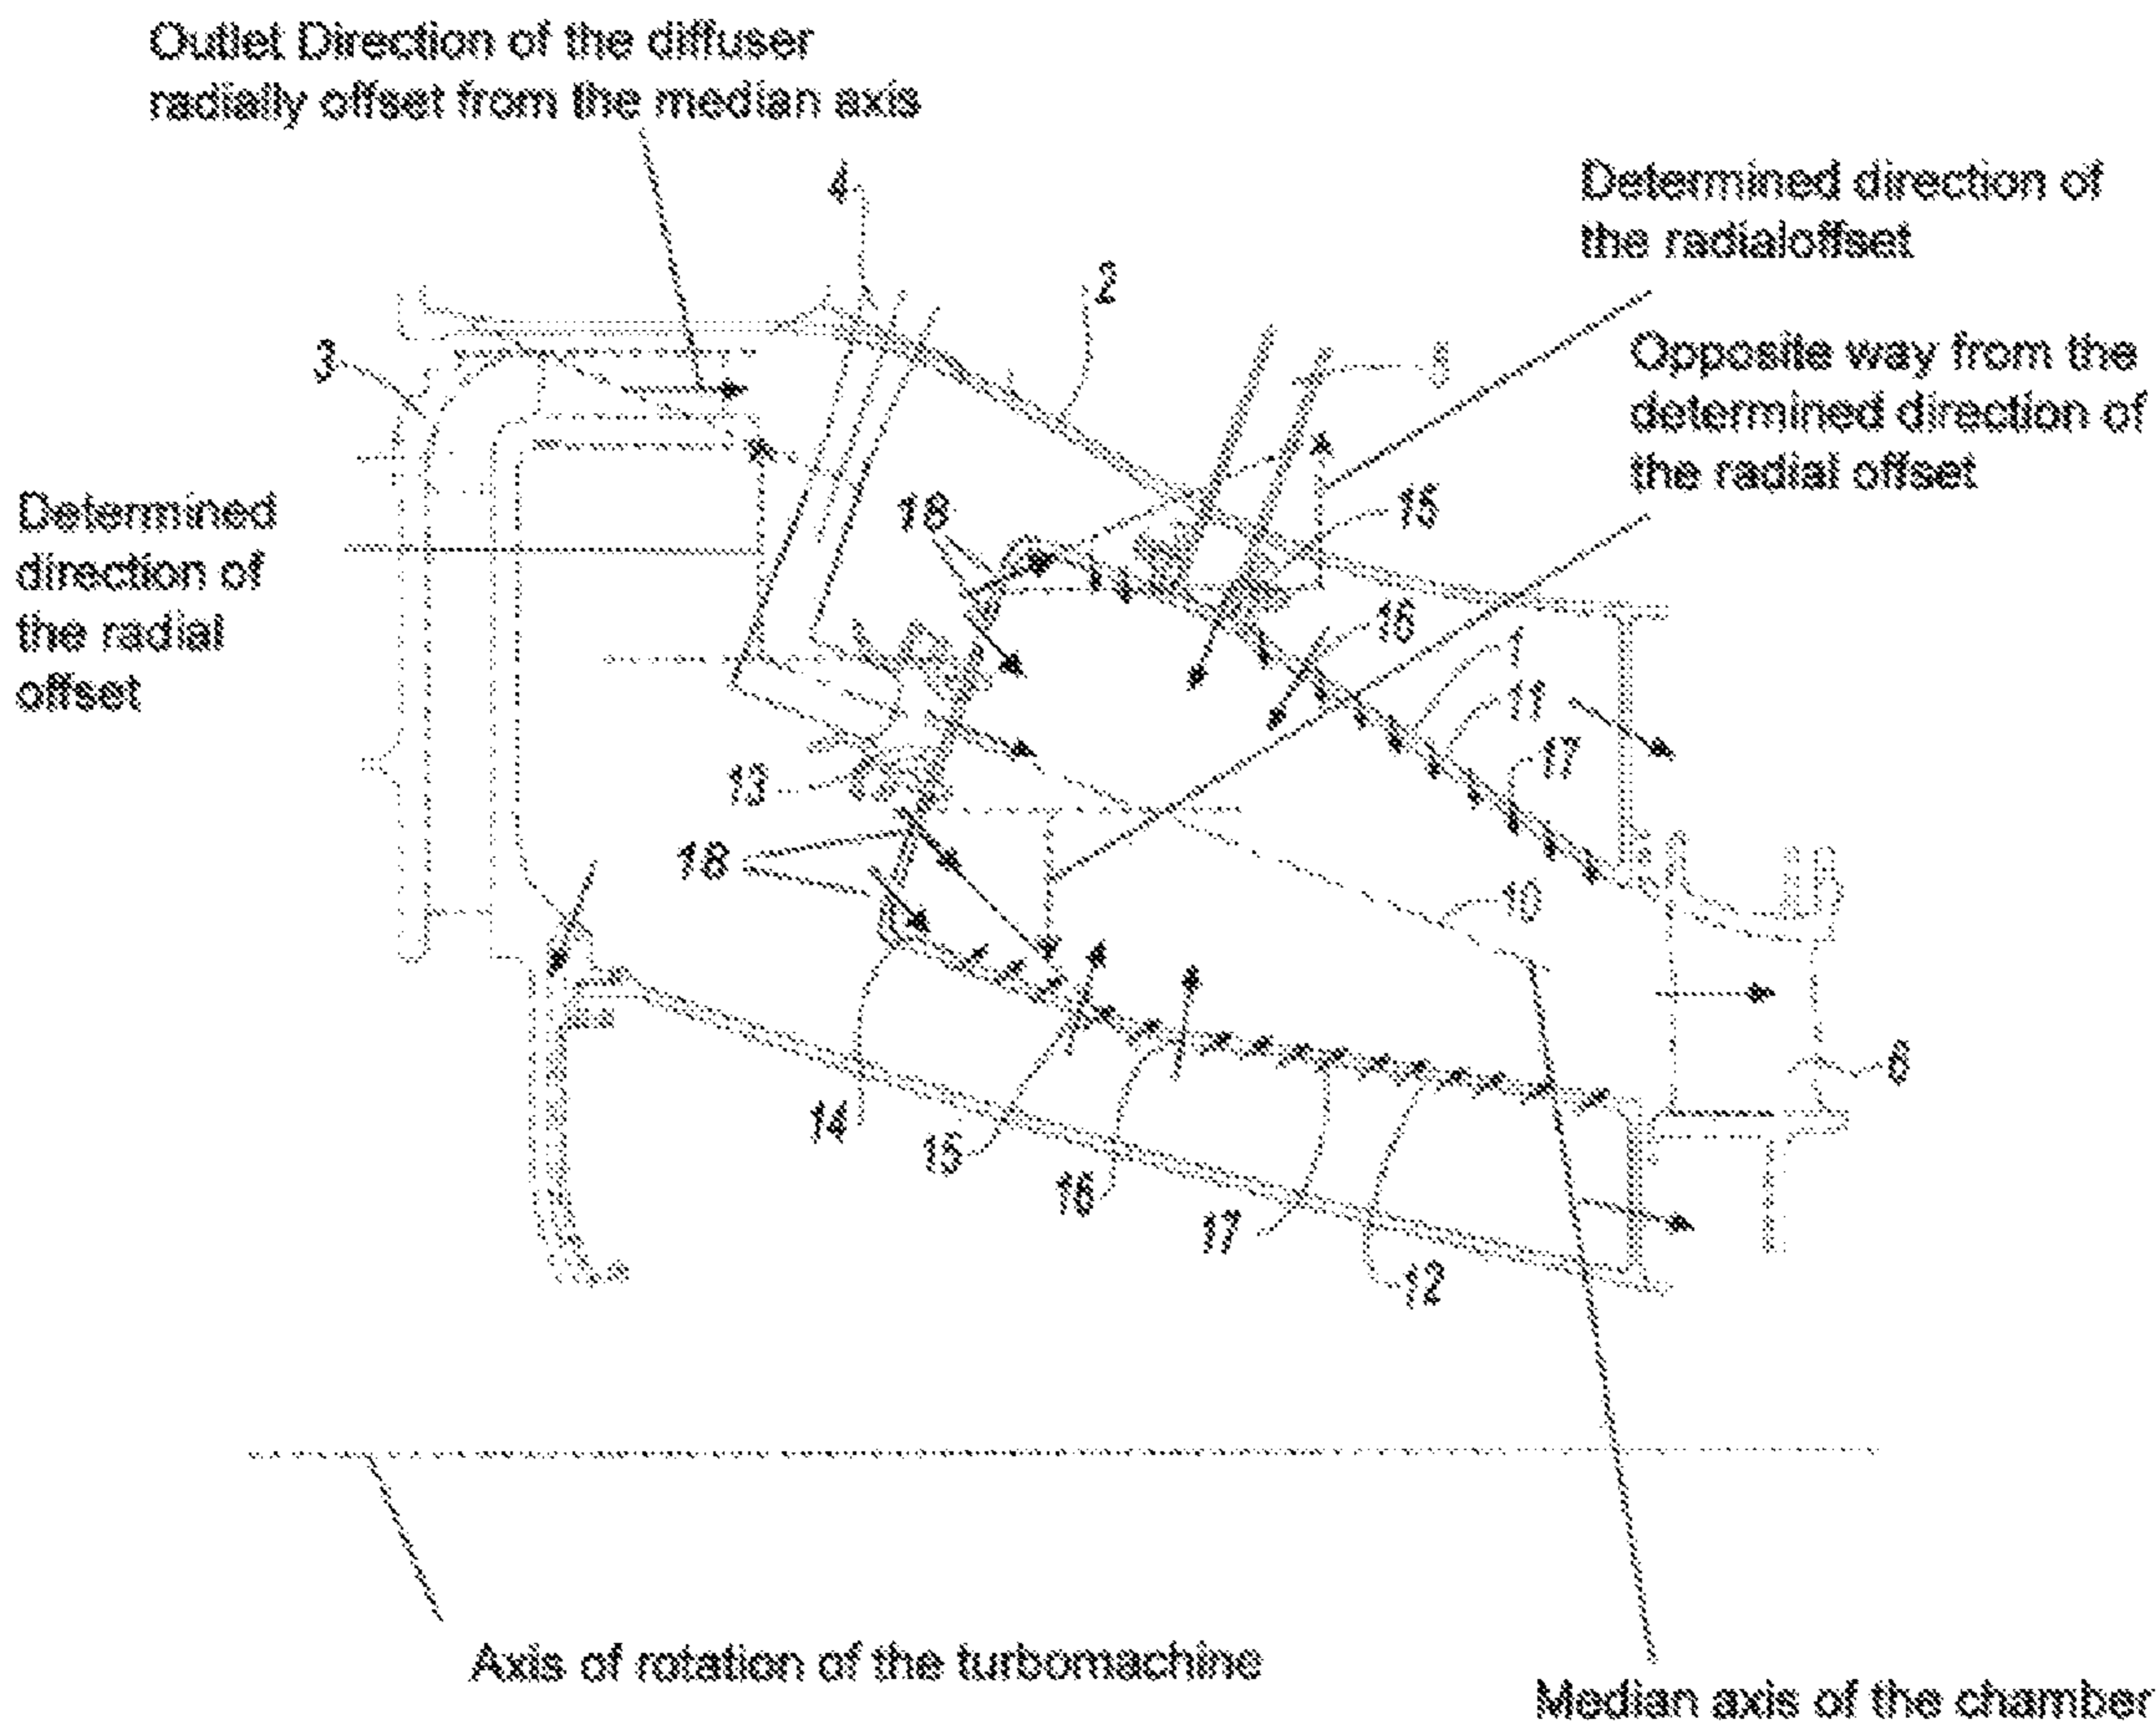 Outlet Direction of the diffuser
radially offset from the median axis
4
2
Determined direction of
the radialoffset
3
Opposite way from the
determined direction of
the radial offset
Determined
direction of
the radial
offset
18
15
16
1
11
17
13
18
10
6
14
15
16
17
12
Axis of rotation of the turbomachine
Median axis of the chamber